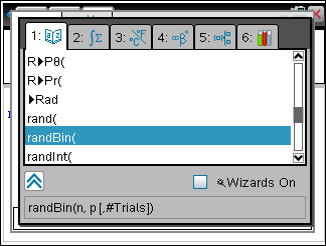 1: 2: ∫Σ 3: °F °C 4: ∞β° 5: 6:
R▶Pθ(
R▶Pr(
▶Rad
rand(
randBin(
randInt(
Wizards On
randBin(n, p [,#Trials])